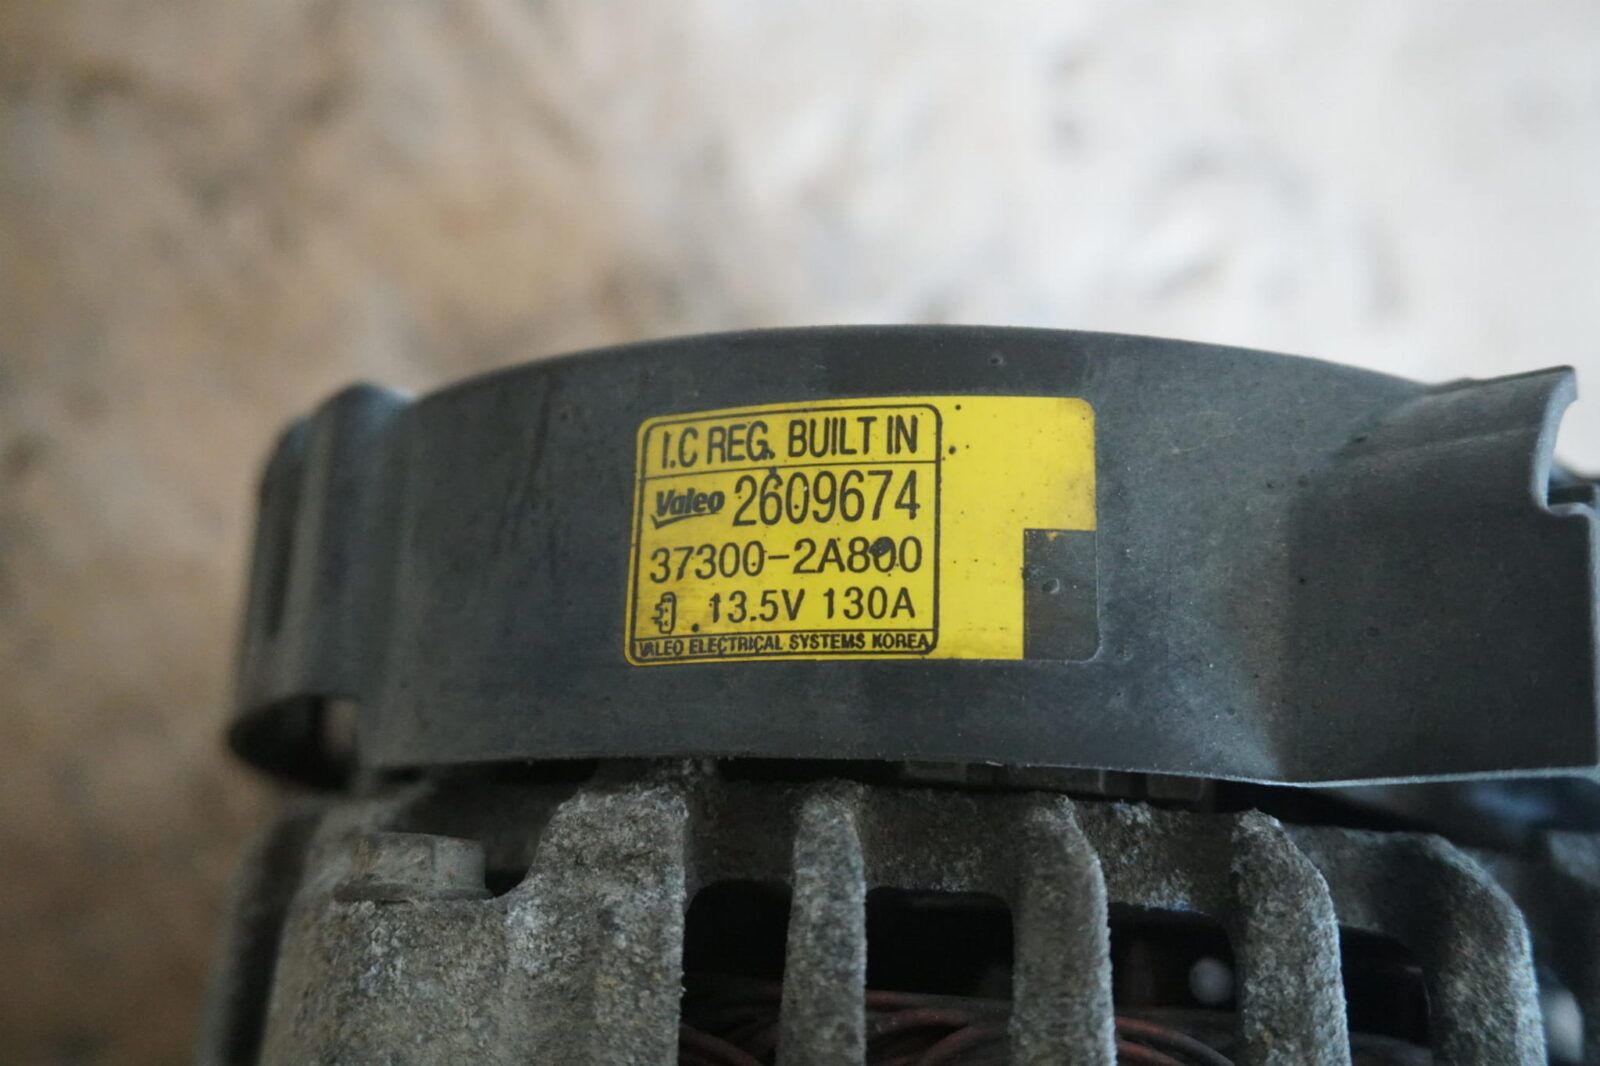 I.C REG. BUILT IN
Valeo 2609674
37300-2A800
13.5V 130A
VALEO ELECTRICAL SYSTEMS KOREA